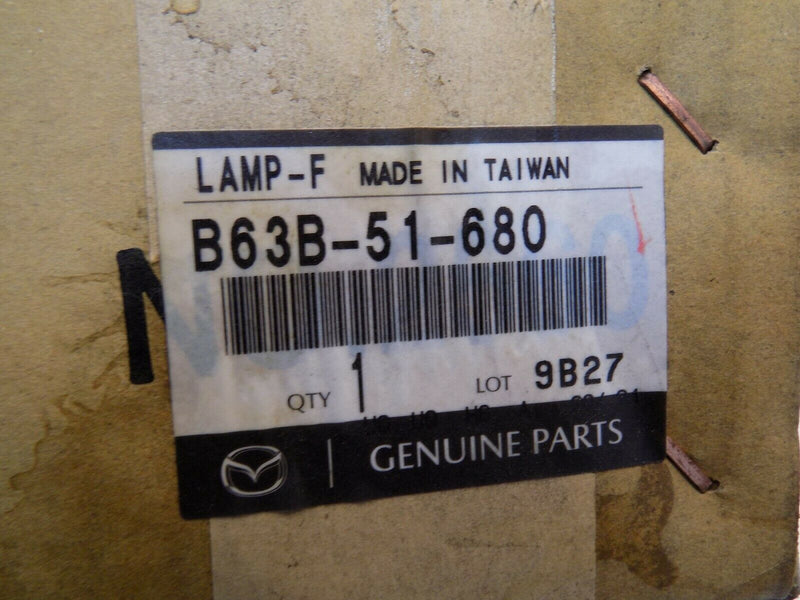 LAMP-F MADE IN TAIWAN
B63B-51-680
QTY 1 LOT 9B27
GENUINE PARTS